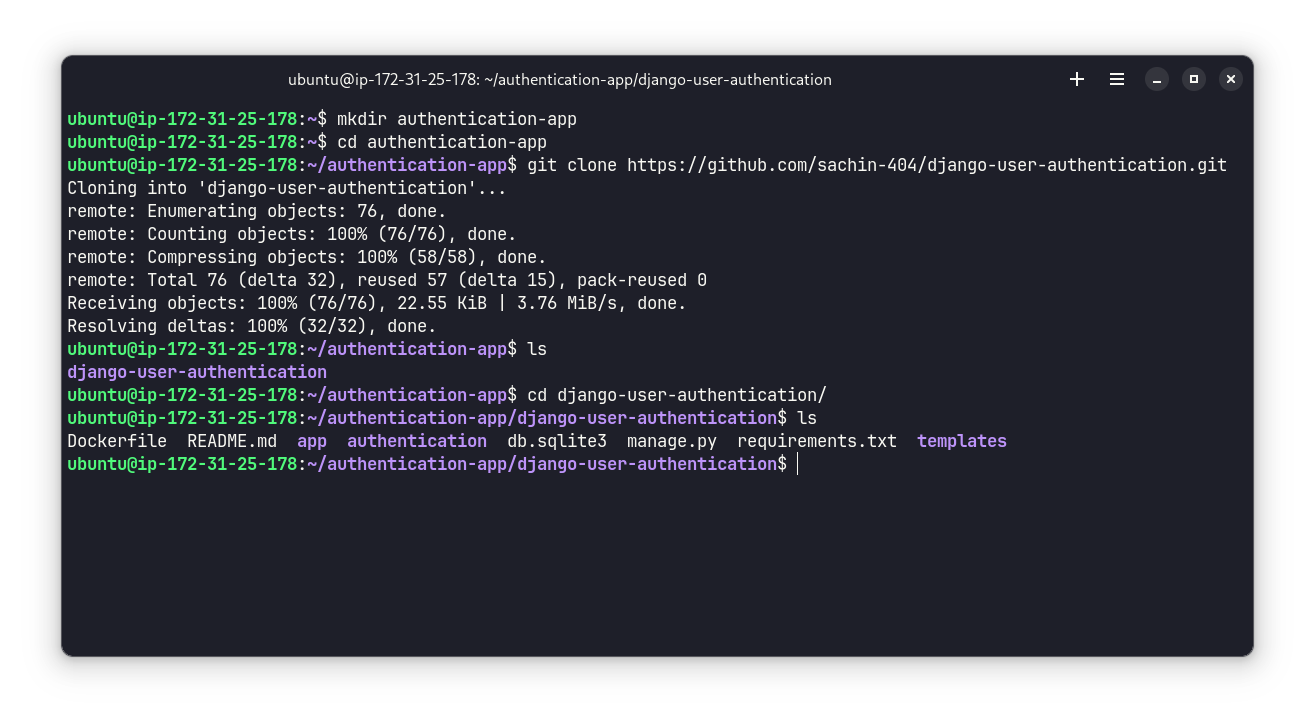 ubuntu@ip-172-31-25-178: ~/authentication-app/django-user-authentication
ubuntu@ip-172-31-25-178:~$ mkdir authentication-app
ubuntu@ip-172-31-25-178:~$ cd authentication-app
ubuntu@ip-172-31-25-178:~/authentication-app$ git clone https://github.com/sachin-404/django-user-authentication.git
Cloning into 'django-user-authentication'...
remote: Enumerating objects: 76, done.
remote: Counting objects: 100% (76/76), done.
remote: Compressing objects: 100% (58/58), done.
remote: Total 76 (delta 32), reused 57 (delta 15), pack-reused 0
Receiving objects: 100% (76/76), 22.55 KiB | 3.76 MiB/s, done.
Resolving deltas: 100% (32/32), done.
ubuntu@ip-172-31-25-178:~/authentication-app$ ls
django-user-authentication
ubuntu@ip-172-31-25-178:~/authentication-app$ cd django-user-authentication/
ubuntu@ip-172-31-25-178:~/authentication-app/django-user-authentication$ ls
Dockerfile  README.md  app  authentication  db.sqlite3  manage.py  requirements.txt  templates
ubuntu@ip-172-31-25-178:~/authentication-app/django-user-authentication$